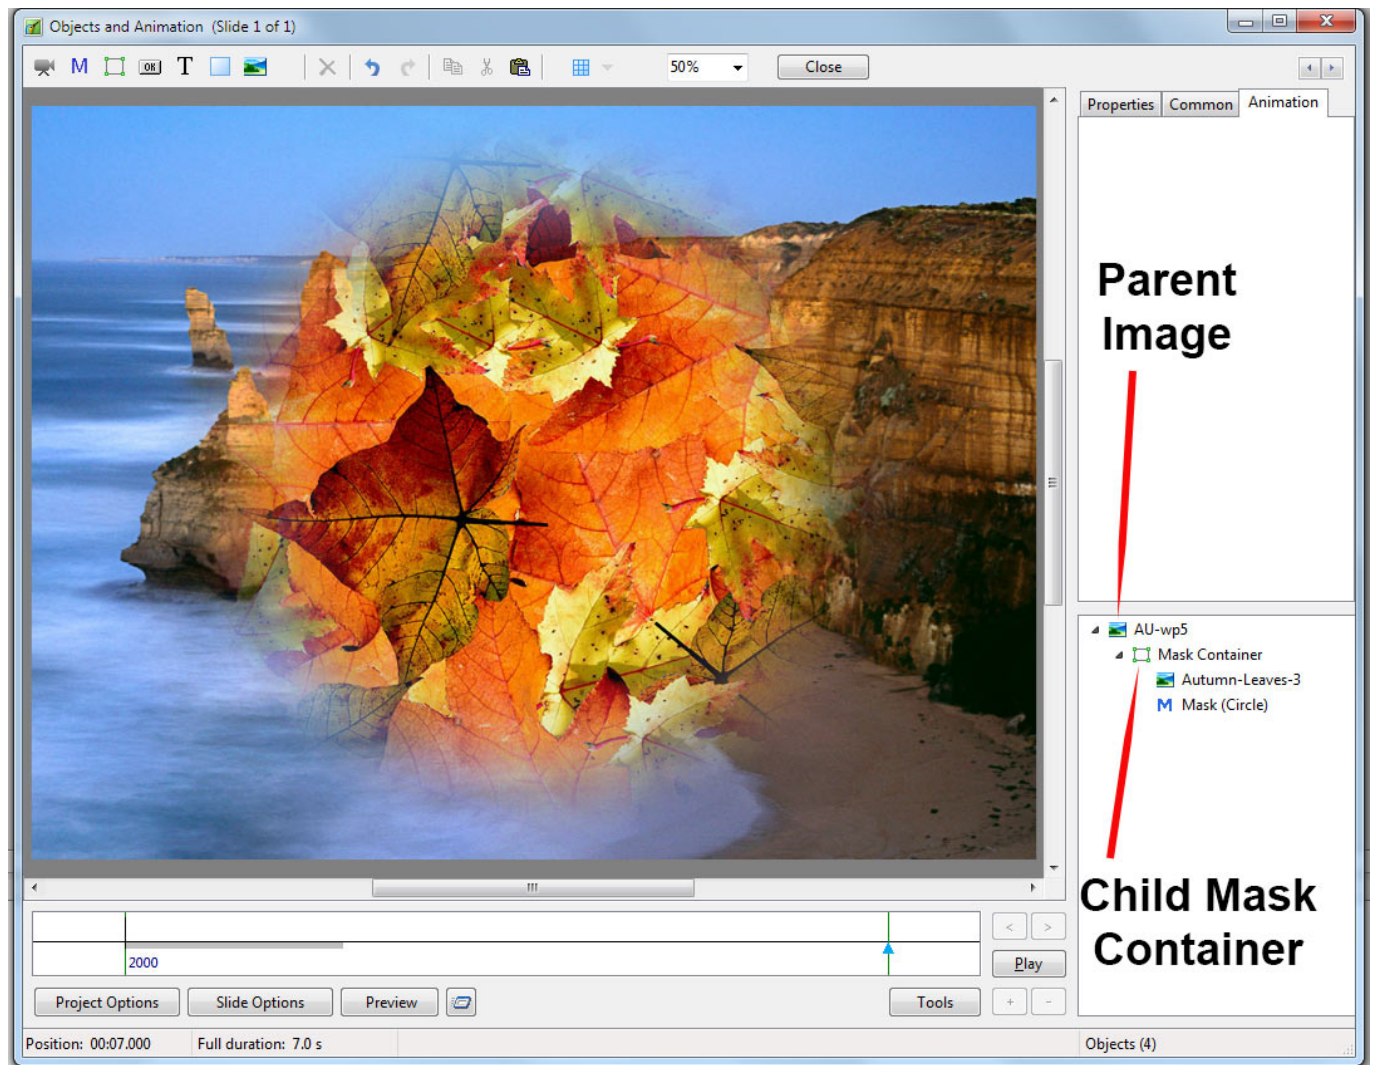 Objects and Animation (Slide 1 of 1)
M OK T 50% Close
Properties Common Animation
Parent
Image
AU-wp5
Mask Container
Autumn-Leaves-3
M Mask (Circle)
Child Mask
Container
2000
< >
Play
Project Options Slide Options Preview Tools + -
Position: 00:07.000 Full duration: 7.0 s Objects (4)